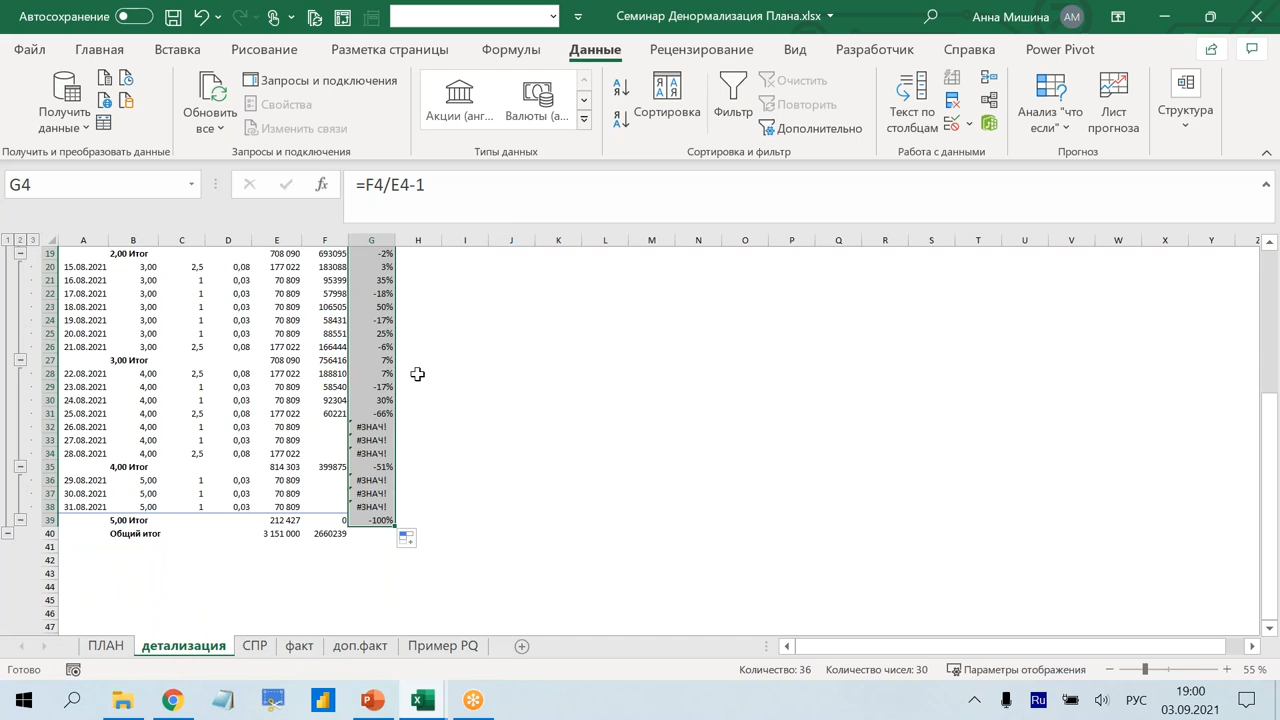 Автосохранение
Семинар Денормализация Плана.xlsx
Анна Мишина АМ
Файл Главная Вставка Рисование Разметка страницы Формулы Данные Рецензирование Вид Разработчик Справка Power Pivot
Получить данные
Обновить все
Запросы и подключения
Свойства
Изменить связи
Акции (анг... Валюты (а...
Сортировка
Фильтр
Очистить
Повторить
Дополнительно
Текст по столбцам
Анализ "что если"
Лист прогноза
Структура
Получить и преобразовать данные Запросы и подключения Типы данных Сортировка и фильтр Работа с данными Прогноз
G4 fx =F4/E4-1
1 2 3 A B C D E F G H I J K L M N O P Q R S T U V W X Y Z
19 2,00 Итог 708 090 693095 -2%
20 15.08.2021 3,00 2,5 0,08 177 022 183088 3%
21 16.08.2021 3,00 1 0,03 70 809 95399 35%
22 17.08.2021 3,00 1 0,03 70 809 57998 -18%
23 18.08.2021 3,00 1 0,03 70 809 106505 50%
24 19.08.2021 3,00 1 0,03 70 809 58431 -17%
25 20.08.2021 3,00 1 0,03 70 809 88551 25%
26 21.08.2021 3,00 2,5 0,08 177 022 166444 -6%
27 3,00 Итог 708 090 756416 7%
28 22.08.2021 4,00 2,5 0,08 177 022 188810 7%
29 23.08.2021 4,00 1 0,03 70 809 58540 -17%
30 24.08.2021 4,00 1 0,03 70 809 92304 30%
31 25.08.2021 4,00 2,5 0,08 177 022 60221 -66%
32 26.08.2021 4,00 1 0,03 70 809 #ЗНАЧ!
33 27.08.2021 4,00 1 0,03 70 809 #ЗНАЧ!
34 28.08.2021 4,00 2,5 0,08 177 022 #ЗНАЧ!
35 4,00 Итог 814 303 399875 -51%
36 29.08.2021 5,00 1 0,03 70 809 #ЗНАЧ!
37 30.08.2021 5,00 1 0,03 70 809 #ЗНАЧ!
38 31.08.2021 5,00 1 0,03 70 809 #ЗНАЧ!
39 5,00 Итог 212 427 0 -100%
40 Общий итог 3 151 000 2660239
41
42
43
44
45
46
47
ПЛАН детализация СПР факт доп.факт Пример PQ
Готово Количество: 36 Количество чисел: 30 Параметры отображения 55 %
Ru РУС 19:00
03.09.2021